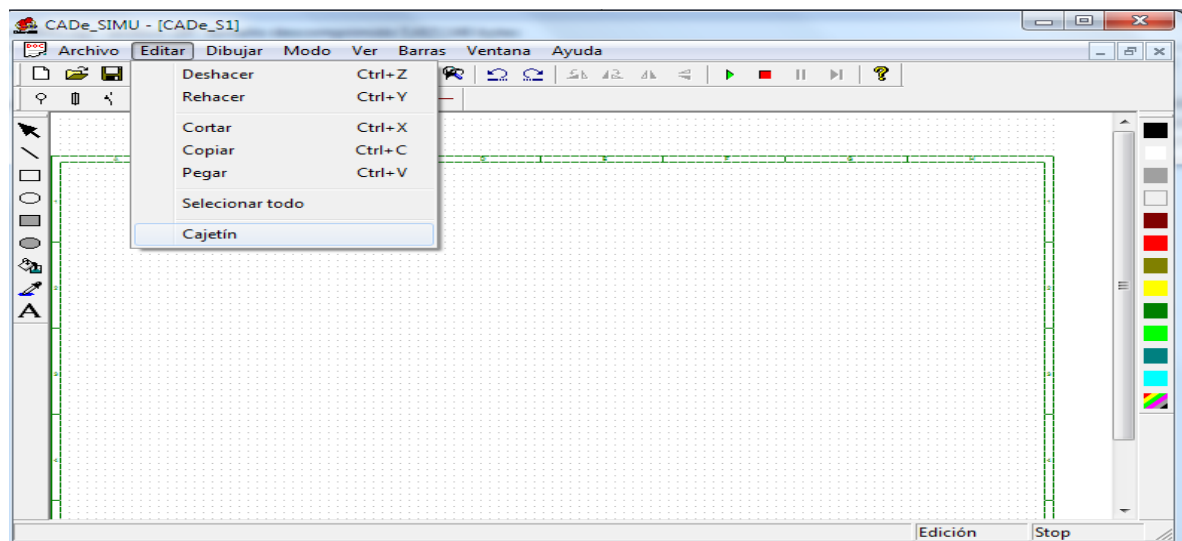 CADe_SIMU - [CADe_S1]
Archivo Editar Dibujar Modo Ver Barras Ventana Ayuda
Deshacer Ctrl+Z
Rehacer Ctrl+Y
Cortar Ctrl+X
Copiar Ctrl+C
Pegar Ctrl+V
Selecionar todo
Cajetín
A
Edición Stop